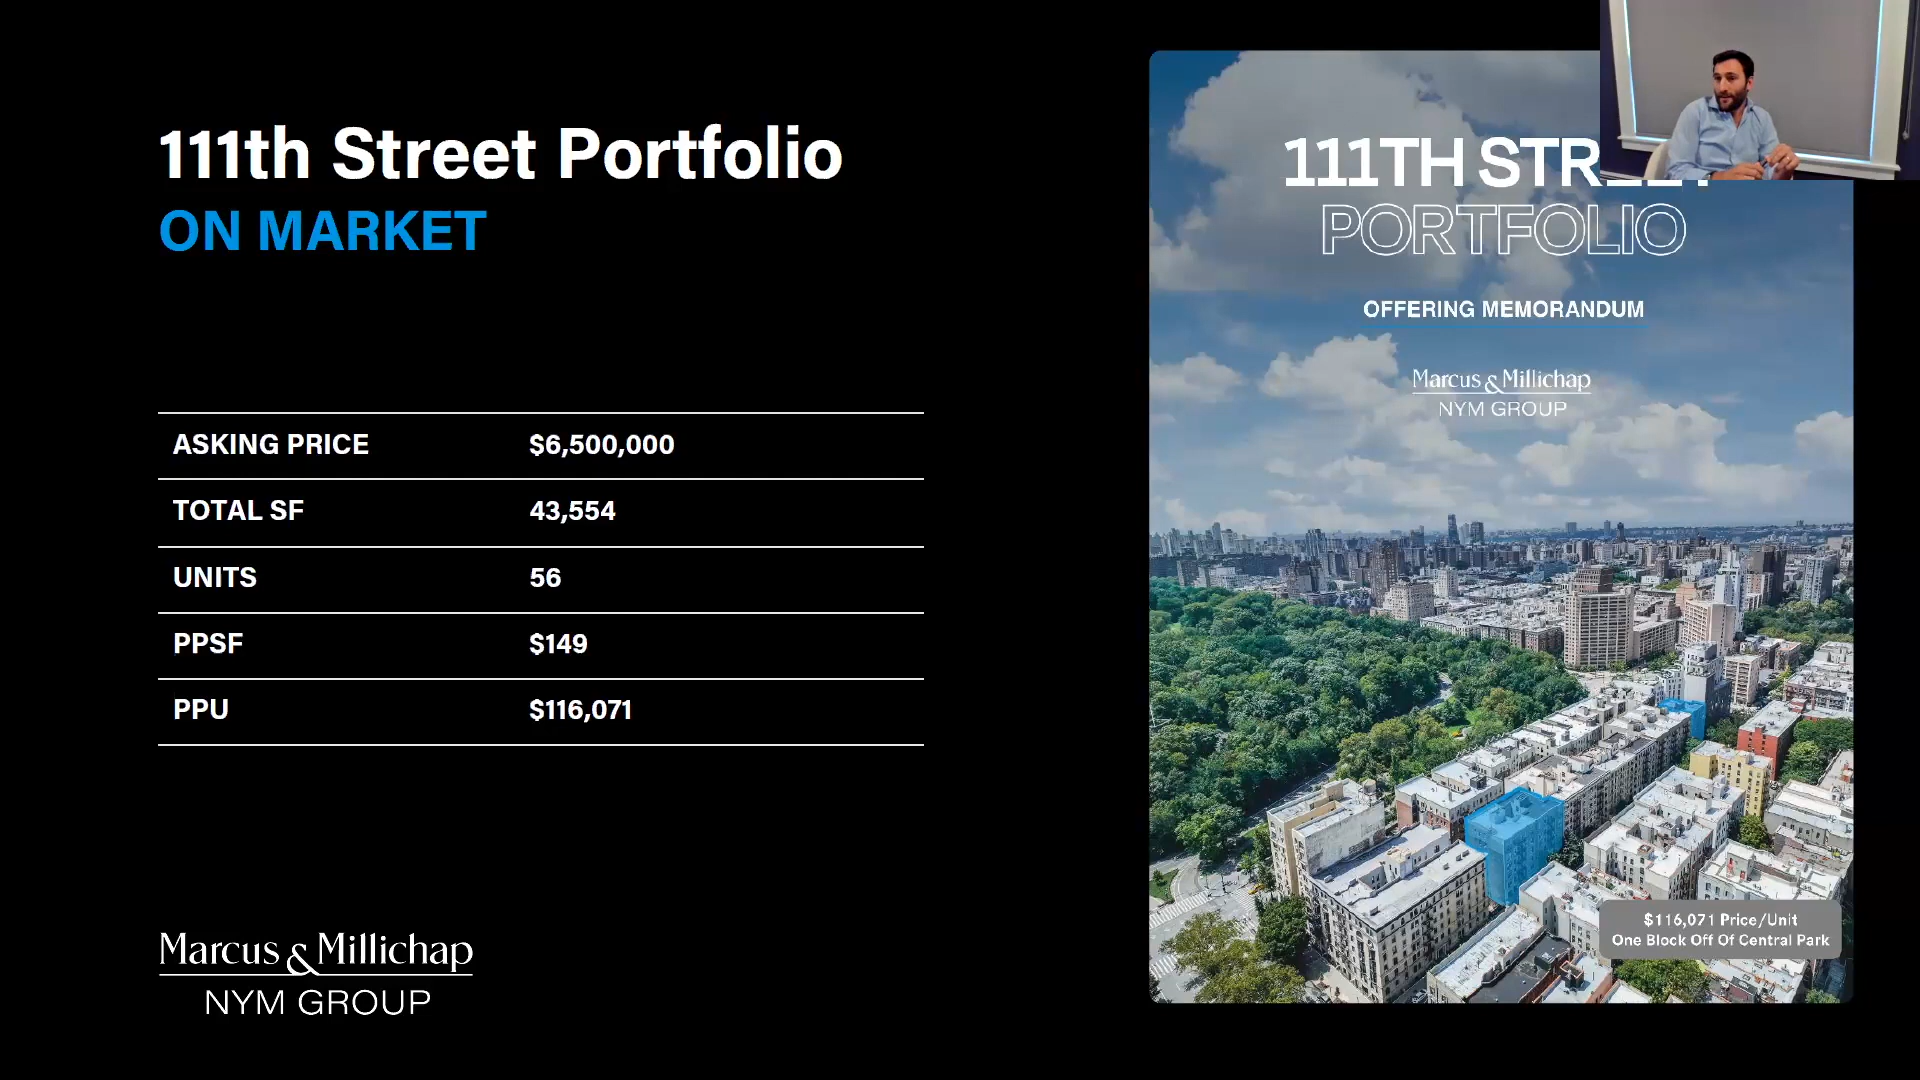 111th Street Portfolio
ON MARKET
ASKING PRICE $6,500,000
TOTAL SF 43,554
UNITS 56
PPSF $149
PPU $116,071
Marcus & Millichap
NYM GROUP
111TH
PORTFOLIO
OFFERING MEMORANDUM
Marcus & Millichap
NYM GROUP
$116,071 Price/Unit
One Block Off Of Central Park